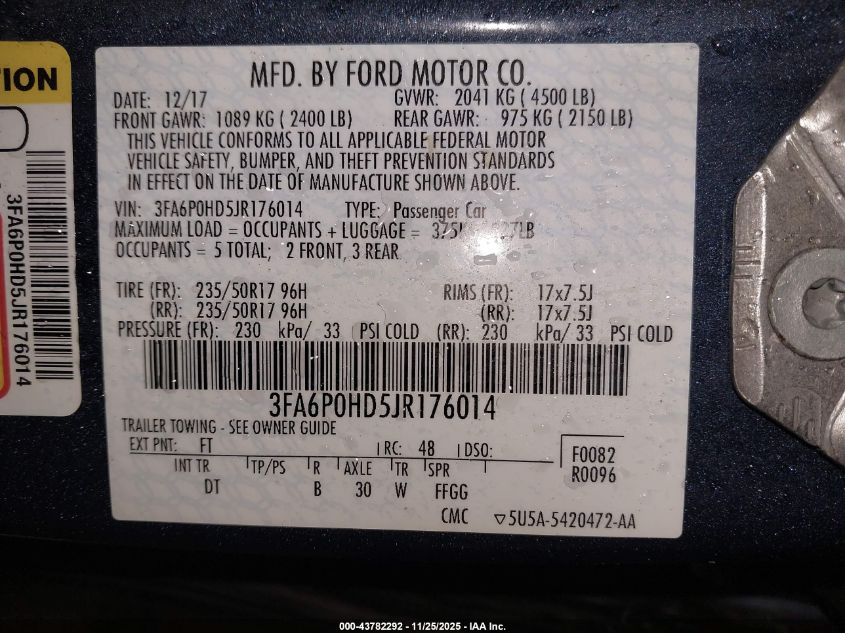 TION
3FA6P0HD5JR176014
MFD. BY FORD MOTOR CO.
DATE: 12/17 GVWR: 2041 KG ( 4500 LB)
FRONT GAWR: 1089 KG ( 2400 LB) REAR GAWR: 975 KG ( 2150 LB)
THIS VEHICLE CONFORMS TO ALL APPLICABLE FEDERAL MOTOR
VEHICLE SAFETY, BUMPER, AND THEFT PREVENTION STANDARDS
IN EFFECT ON THE DATE OF MANUFACTURE SHOWN ABOVE.
VIN: 3FA6P0HD5JR176014 TYPE: Passenger Car
MAXIMUM LOAD = OCCUPANTS + LUGGAGE =
OCCUPANTS = 5 TOTAL; 2 FRONT, 3 REAR
TIRE (FR): 235/50R17 96H RIMS (FR): 17x7.5J
(RR): 235/50R17 96H (RR): 17x7.5J
PRESSURE (FR): 230 kPa/ 33 PSI COLD (RR): 230 kPa/ 33 PSI COLD
3FA6P0HD5JR176014
TRAILER TOWING - SEE OWNER GUIDE
EXT PNT: FT RC: 48 DSO: F0082
R0096
INT TR TP/PS R AXLE TR SPR
DT B 30 W FFGG
CMC ▽5U5A-5420472-AA
000-43782292 - 11/25/2025 - IAA Inc.